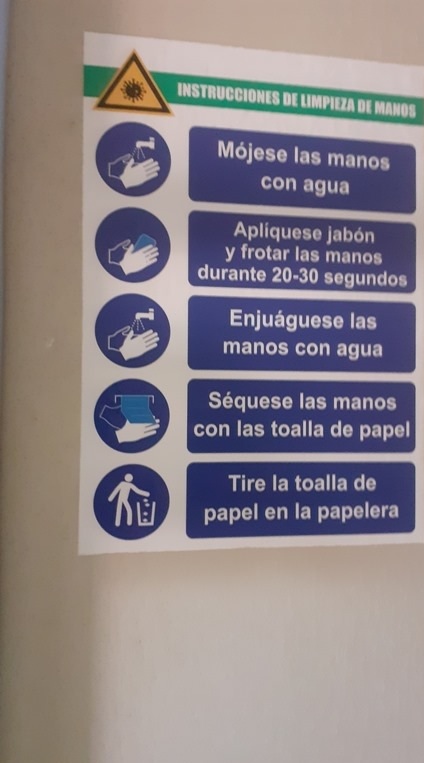 INSTRUCCIONES DE LIMPIEZA DE MANOS
Mójese las manos
con agua
Aplíquese jabón
y frotar las manos
durante 20-30 segundos
Enjuáguese las
manos con agua
Séquese las manos
con las toalla de papel
Tire la toalla de
papel en la papelera